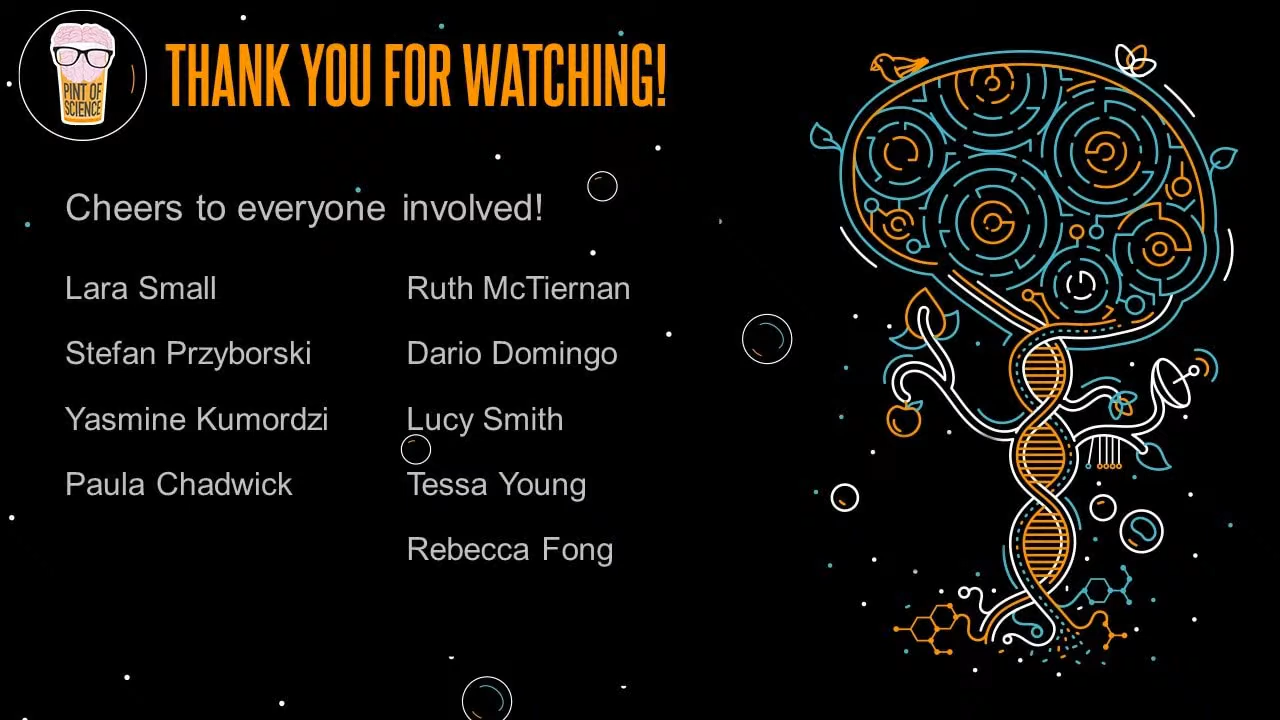 PINT OF
SCIENCE
THANK YOU FOR WATCHING!
Cheers to everyone involved!
Lara Small
Stefan Przyborski
Yasmine Kumordzi
Paula Chadwick
Ruth McTiernan
Dario Domingo
Lucy Smith
Tessa Young
Rebecca Fong